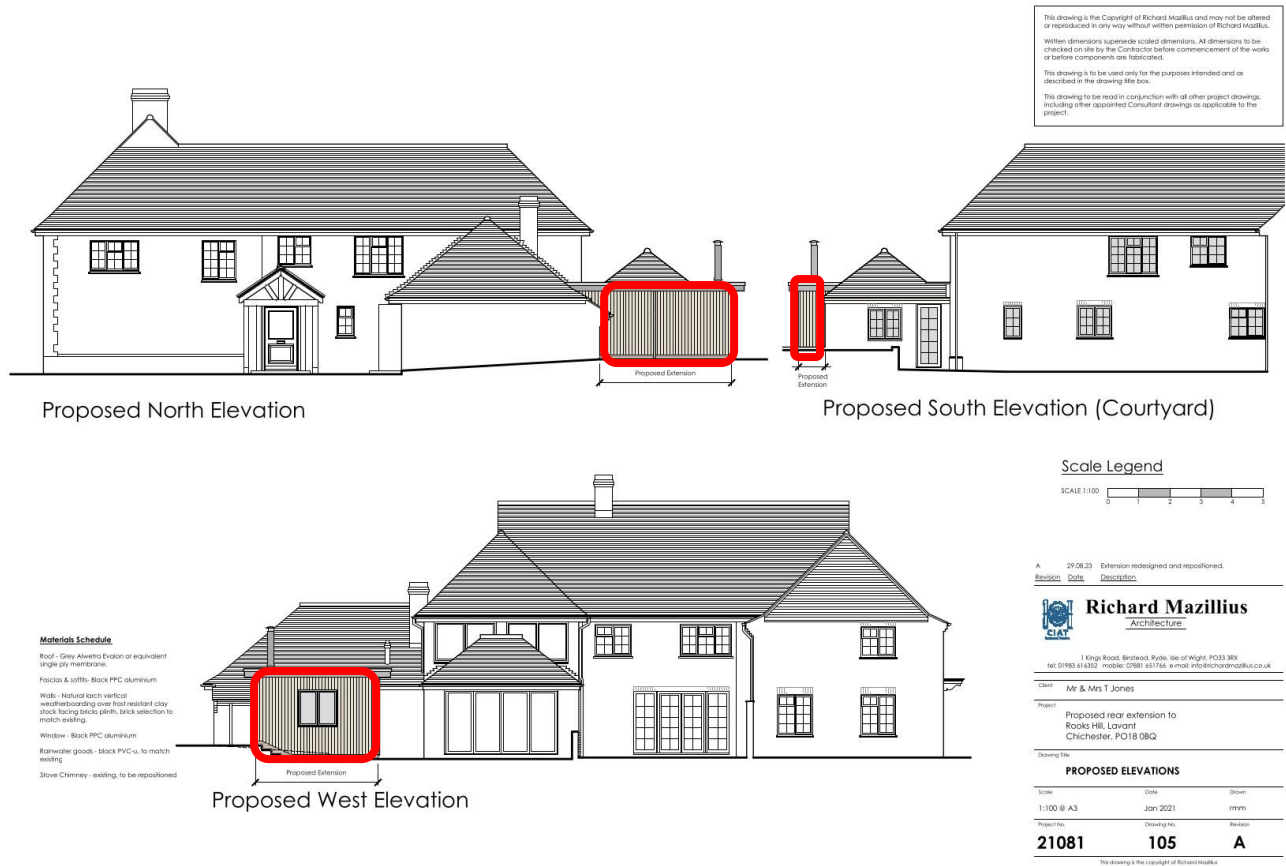 This drawing is the Copyright of Richard Mazillius and may not be altered
or reproduced in any way without written permission of Richard Mazillius.
Written dimensions supersede scaled dimensions. All dimensions to be
checked on site by the Contractor before commencement of the works
or before components are fabricated.
This drawing is to be used only for the purposes intended and as
described in the drawing title box.
This drawing to be read in conjunction with all other project drawings,
including other appointed Consultant drawings as applicable to the
project.
Proposed Extension
Proposed
Extension
Proposed North Elevation
Proposed South Elevation (Courtyard)
Scale Legend
SCALE 1:100
0 1 2 3 4 5
A 29.08.23 Extension redesigned and repositioned.
Revision Date Description
Richard Mazillius
Architecture
CIAT
1 Kings Road, Binstead, Ryde, Isle of Wight, PO33 3RX
tel: 01983 616352 mobile: 07881 651766 e-mail: info@richardmazillius.co.uk
Client Mr & Mrs T Jones
Project
Proposed rear extension to
Rooks Hill, Lavant
Chichester, PO18 0BQ
Drawing Title
PROPOSED ELEVATIONS
Scale Date Drawn
1:100 @ A3 Jan 2021 rmm
Project No. Drawing No. Revision
21081 105 A
This drawing is the copyright of Richard Mazillius
Materials Schedule
Roof - Grey Alwetra Evalon or equivalent
single ply membrane.
Fascias & soffits- Black PPC aluminium
Walls - Natural larch vertical
weatherboarding over frost resistant clay
stock facing bricks plinth, brick selection to
match existing.
Window - Black PPC aluminium
Rainwater goods - black PVC-u, to match
existing
Stove Chimney - existing, to be repositioned
Proposed Extension
Proposed West Elevation